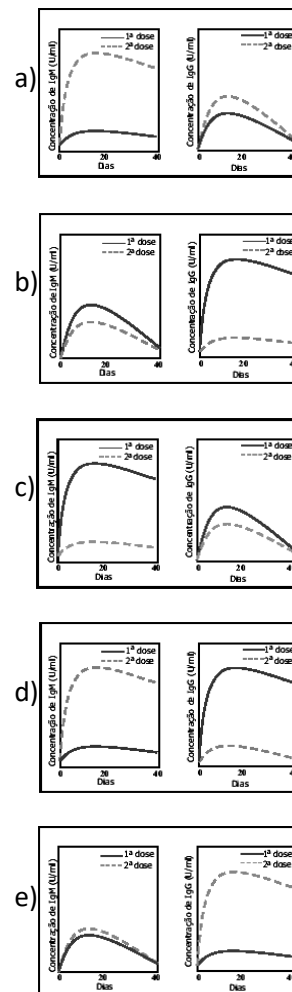 a)
Concentração de IgM (U/ml)
1ª dose
2ª dose
0 20 40
Dias
Concentração de IgG (U/ml)
1ª dose
2ª dose
0 20 40
Dias
b)
Concentração de IgM (U/ml)
1ª dose
2ª dose
0 20 40
Dias
Concentração de IgG (U/ml)
1ª dose
2ª dose
0 20 40
Dias
c)
Concentração de IgM (U/ml)
1ª dose
2ª dose
0 20 40
Dias
Concentração de IgG (U/ml)
1ª dose
2ª dose
0 20 40
Dias
d)
Concentração de IgM (U/ml)
1ª dose
2ª dose
0 20 40
Dias
Concentração de IgG (U/ml)
1ª dose
2ª dose
0 20 40
Dias
e)
Concentração de IgM (U/ml)
1ª dose
2ª dose
0 20 40
Dias
Concentração de IgG (U/ml)
1ª dose
2ª dose
0 20 40
Dias